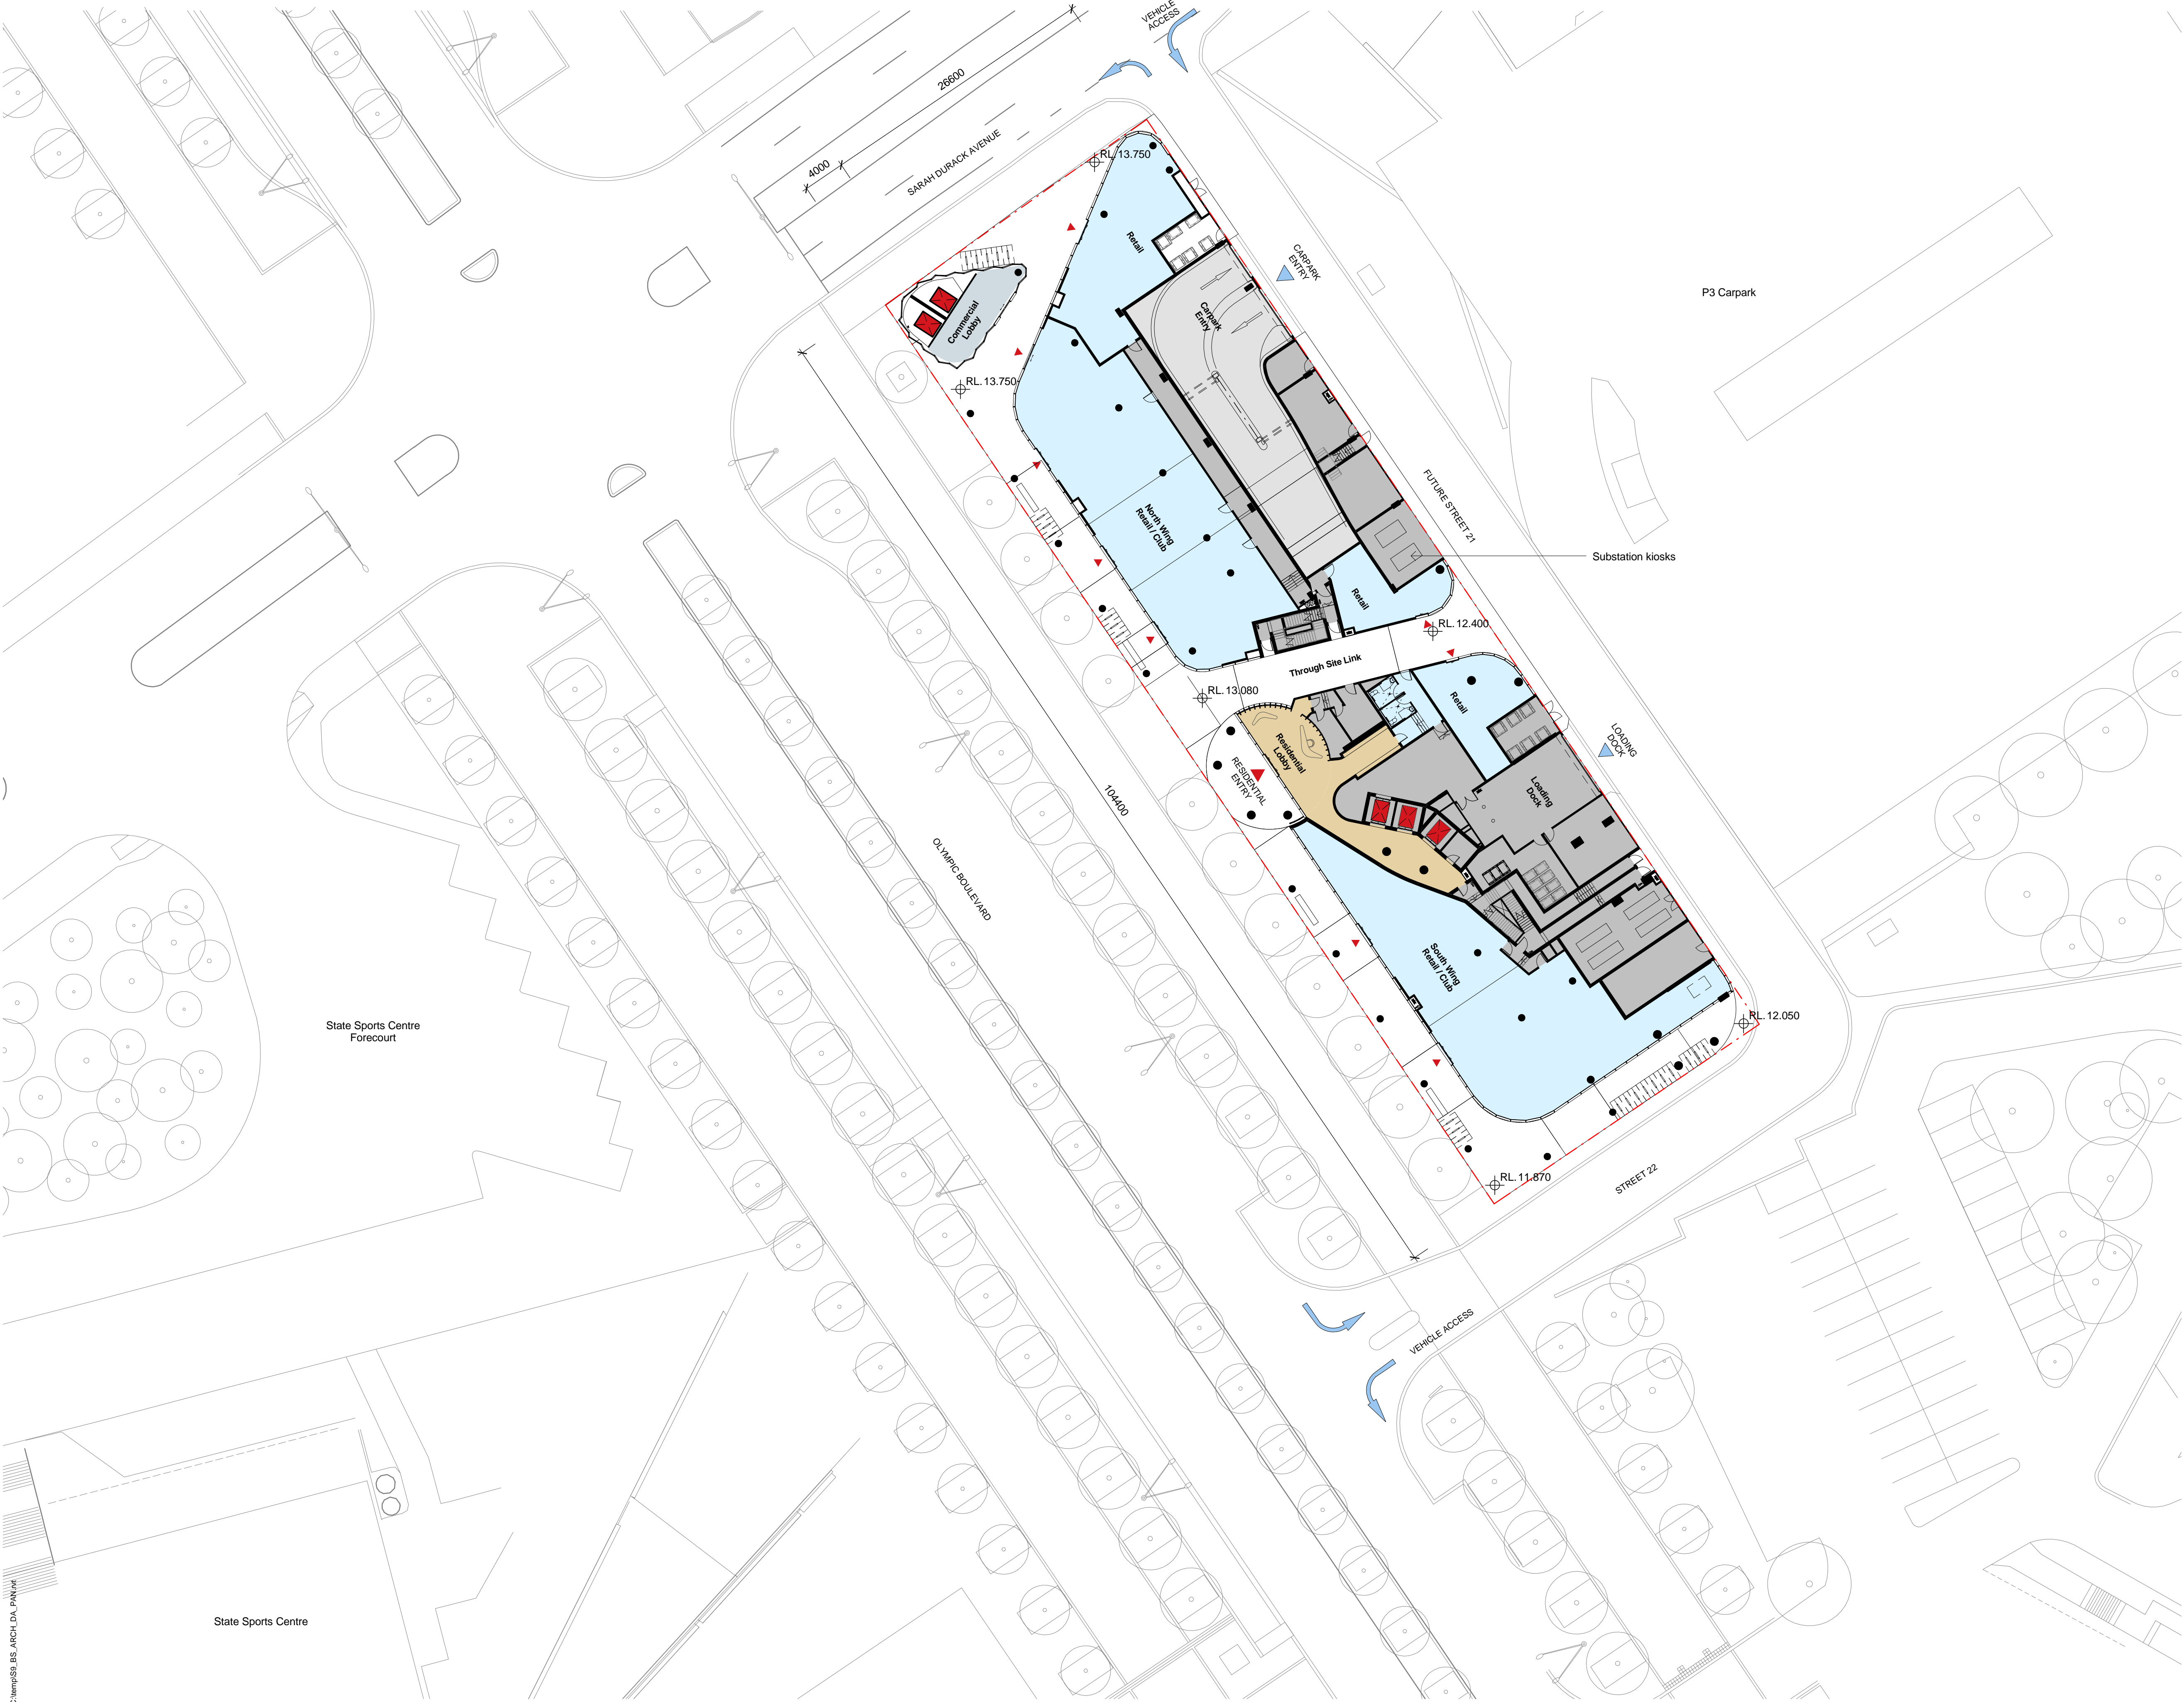 VEHICLE
ACCESS
26600
4000
SARAH DURACK AVENUE
RL. 13.750
Retail
CARPARK
ENTRY
P3 Carpark
Carpark
Entry
Commercial
Lobby
RL. 13.750
FUTURE STREET 21
North Wing
Retail / Club
Substation kiosks
Retail
RL. 12.400
Through Site Link
RL. 13.080
Retail
Residential
Lobby
RESIDENTIAL
ENTRY
LOADING
DOCK
Loading
Dock
104400
OLYMPIC BOULEVARD
South Wing
Retail / Club
State Sports Centre
Forecourt
RL. 12.050
RL. 11.870
STREET 22
VEHICLE ACCESS
State Sports Centre
C:\temp\S9_BS_ARCH_DA_PAN.rvt